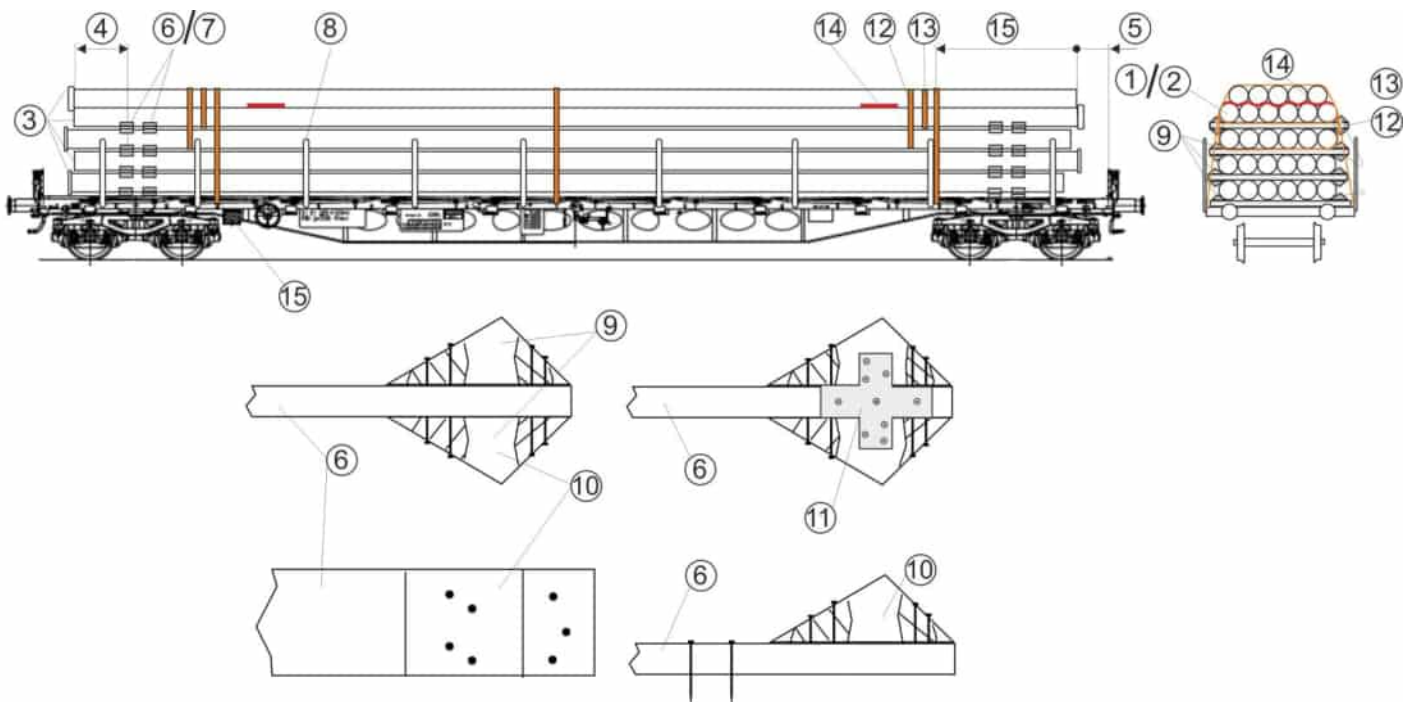 ④ ⑥/⑦ ⑧ ⑭ ⑫ ⑬ ⑮ ⑤
①/② ⑭ ⑬
③ ⑨ ⑫
⑮
⑨
⑥ ⑥
⑩ ⑪
⑥ ⑩